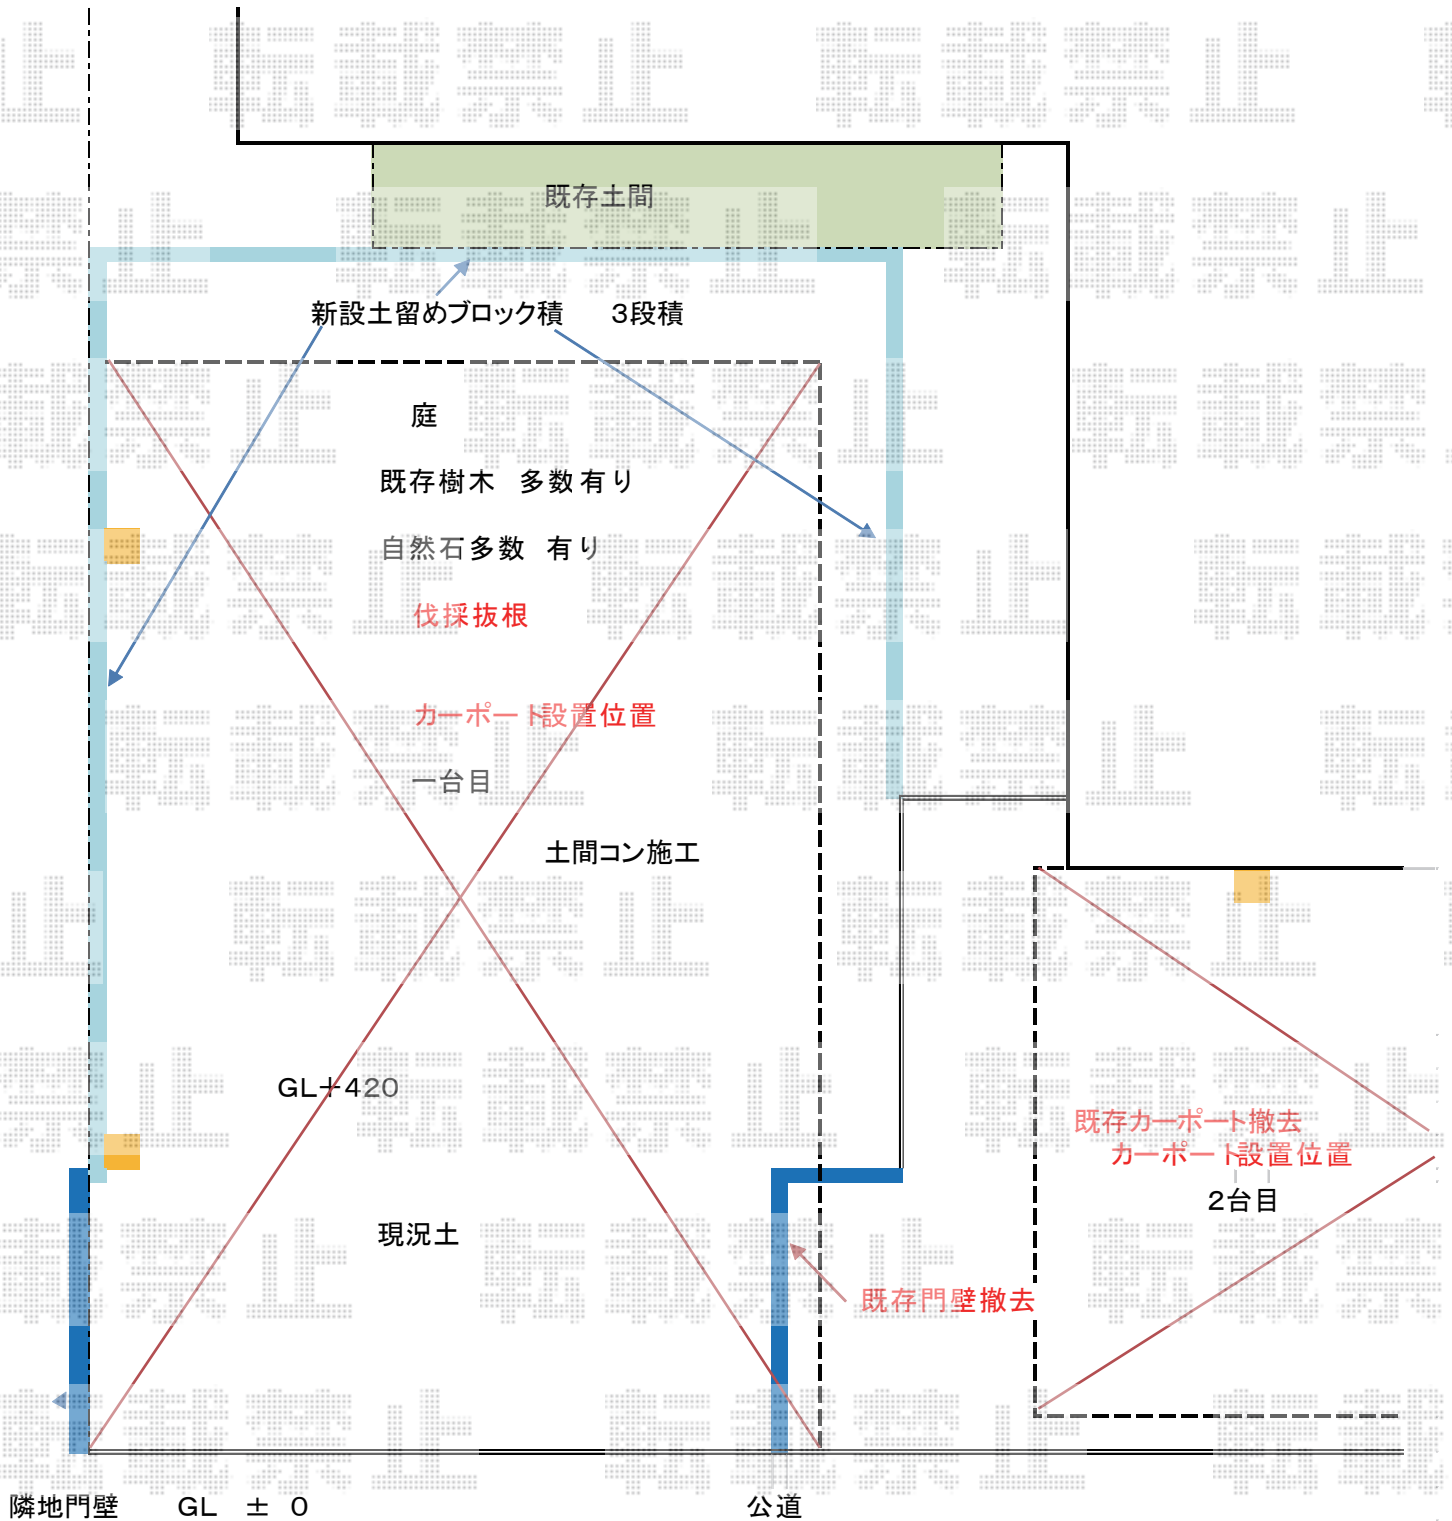 既存土間
新設土留めブロック積　3段積
庭
既存樹木　多数有り
自然石多数　有り
伐採抜根
カーポート設置位置
一台目
土間コン施工
GL＋420
既存カーポート撤去
カーポート設置位置
2台目
現況土
既存門壁撤去
隣地門壁　GL　±　0
公道
転載禁止